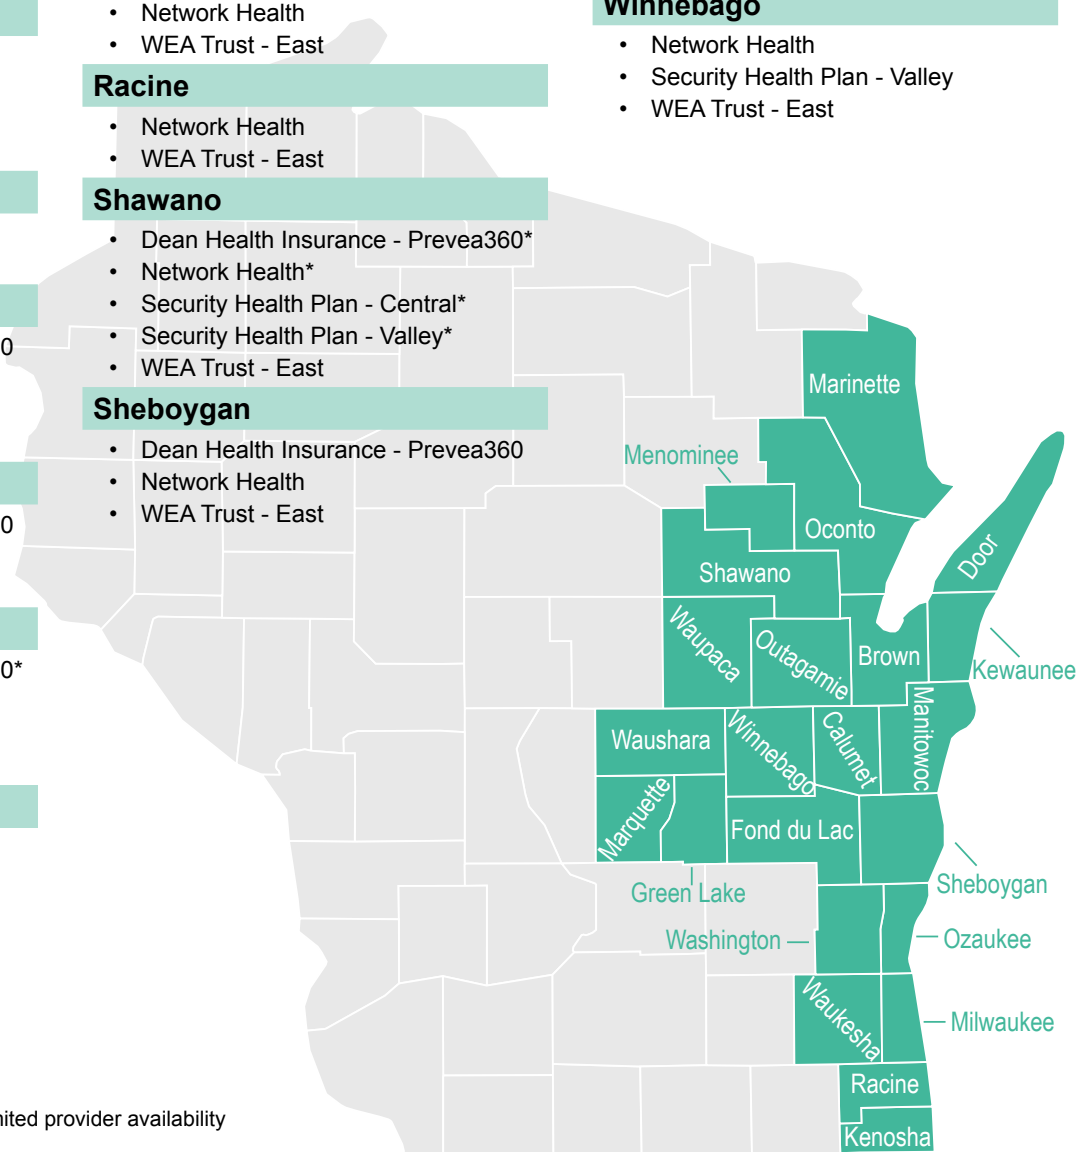 0
0
0*
• Network Health
• WEA Trust - East
Racine
• Network Health
• WEA Trust - East
Shawano
• Dean Health Insurance - Prevea360*
• Network Health*
• Security Health Plan - Central*
• Security Health Plan - Valley*
• WEA Trust - East
Sheboygan
• Dean Health Insurance - Prevea360
• Network Health
• WEA Trust - East
Winnebago
• Network Health
• Security Health Plan - Valley
• WEA Trust - East
Marinette
Menominee
Oconto
Door
Shawano
Waupaca
Outagamie
Brown
Kewaunee
Waushara
Winnebago
Calumet
Manitowoc
Marquette
Fond du Lac
Green Lake
Sheboygan
Washington
Ozaukee
Waukesha
Milwaukee
Racine
Kenosha
ited provider availability